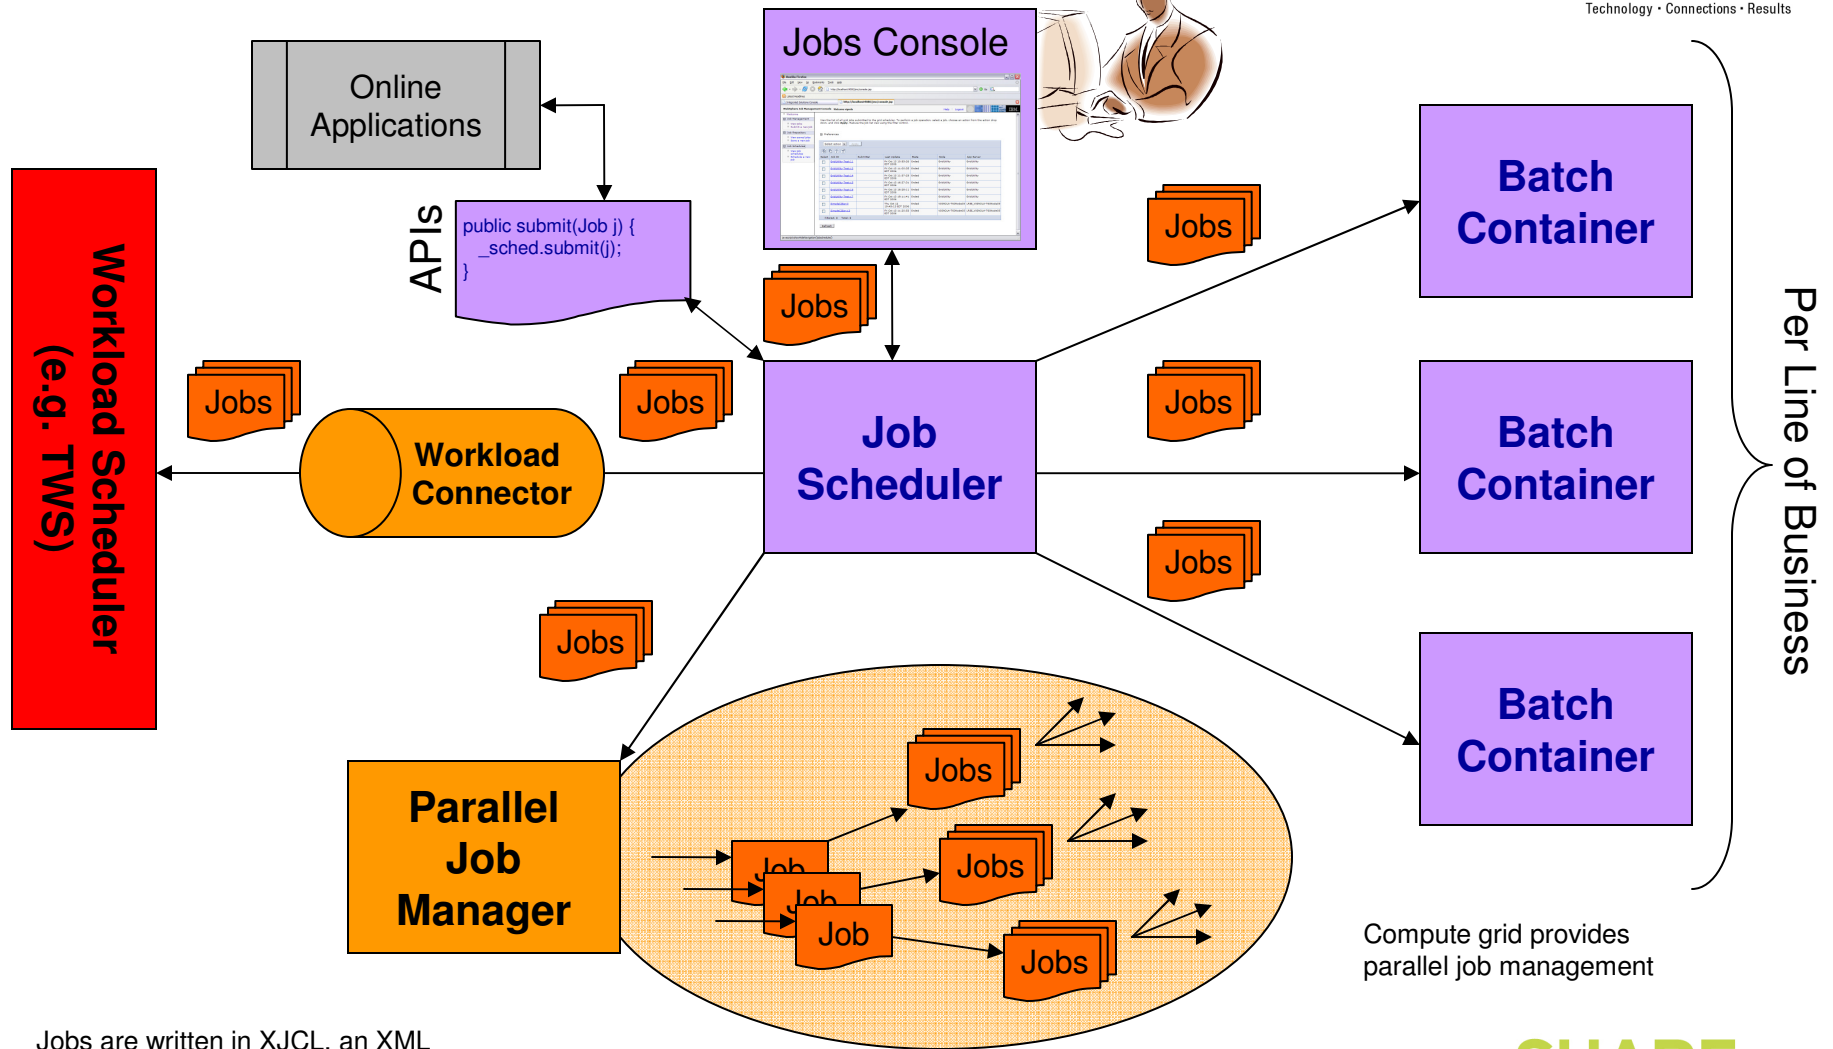 Technology · Connections · Results
Jobs Console
Online
Applications
APIs
public submit(Job j) {
_sched.submit(j);
}
Jobs
Jobs
Batch
Container
Workload Scheduler
(e.g. TWS)
Jobs
Workload
Connector
Jobs
Job
Scheduler
Jobs
Batch
Container
Per Line of Business
Jobs
Jobs
Batch
Container
Parallel
Job
Manager
Job
Job
Job
Jobs
Jobs
Jobs
Compute grid provides
parallel job management
Jobs are written in XJCL, an XML
SHARE